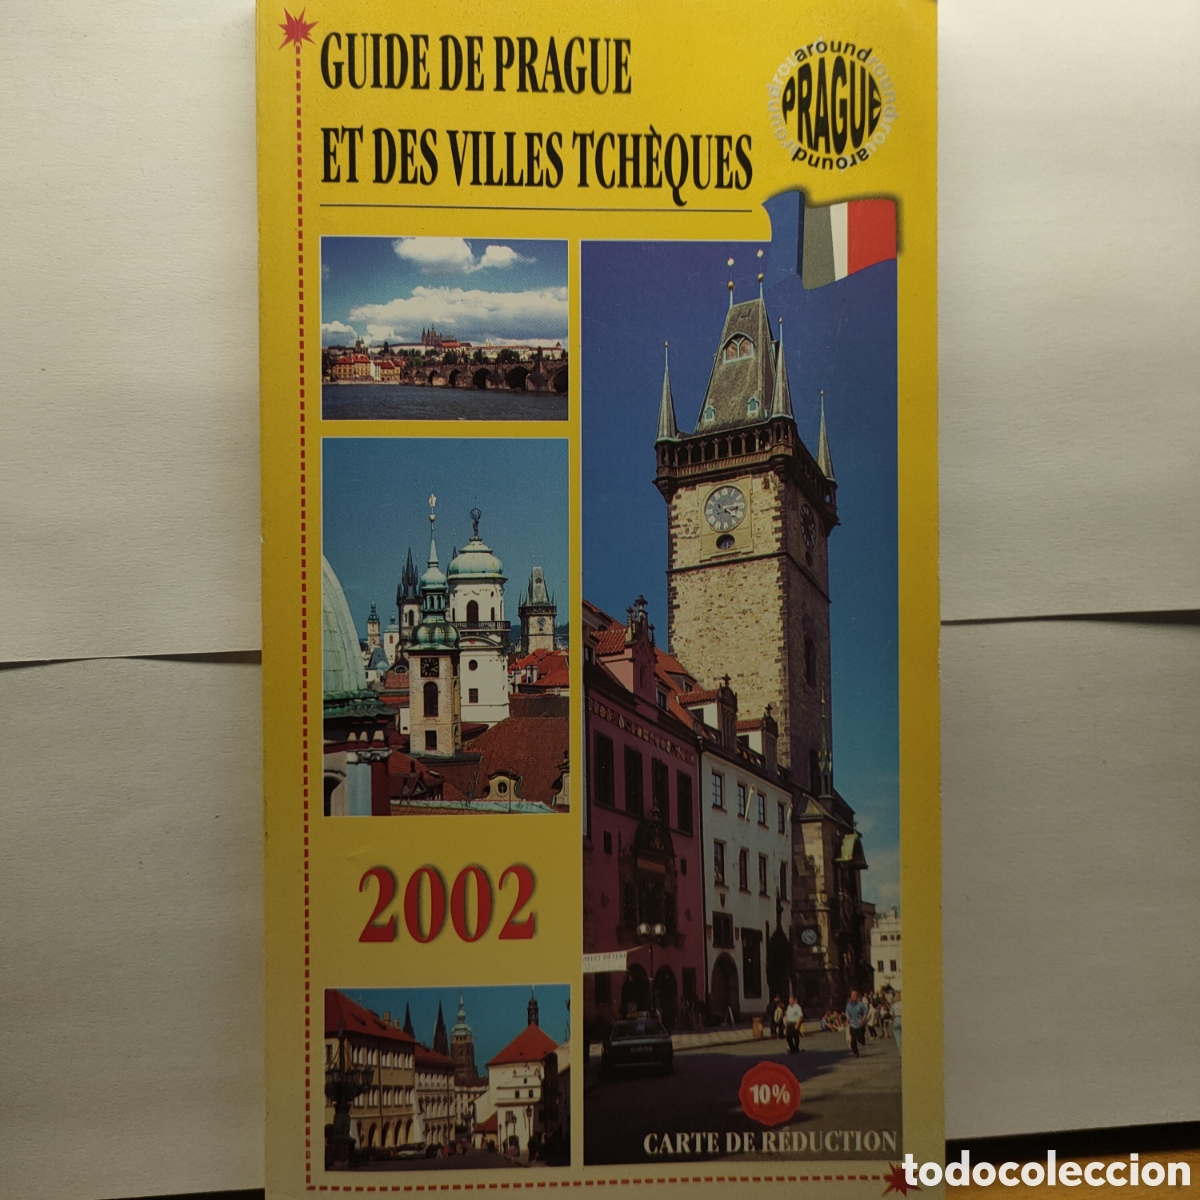 GUIDE DE PRAGUE
ET DES VILLES TCHÈQUES
around
PRAGUE
around
2002
10%
CARTE DE RÉDUCTION
todocoleccion